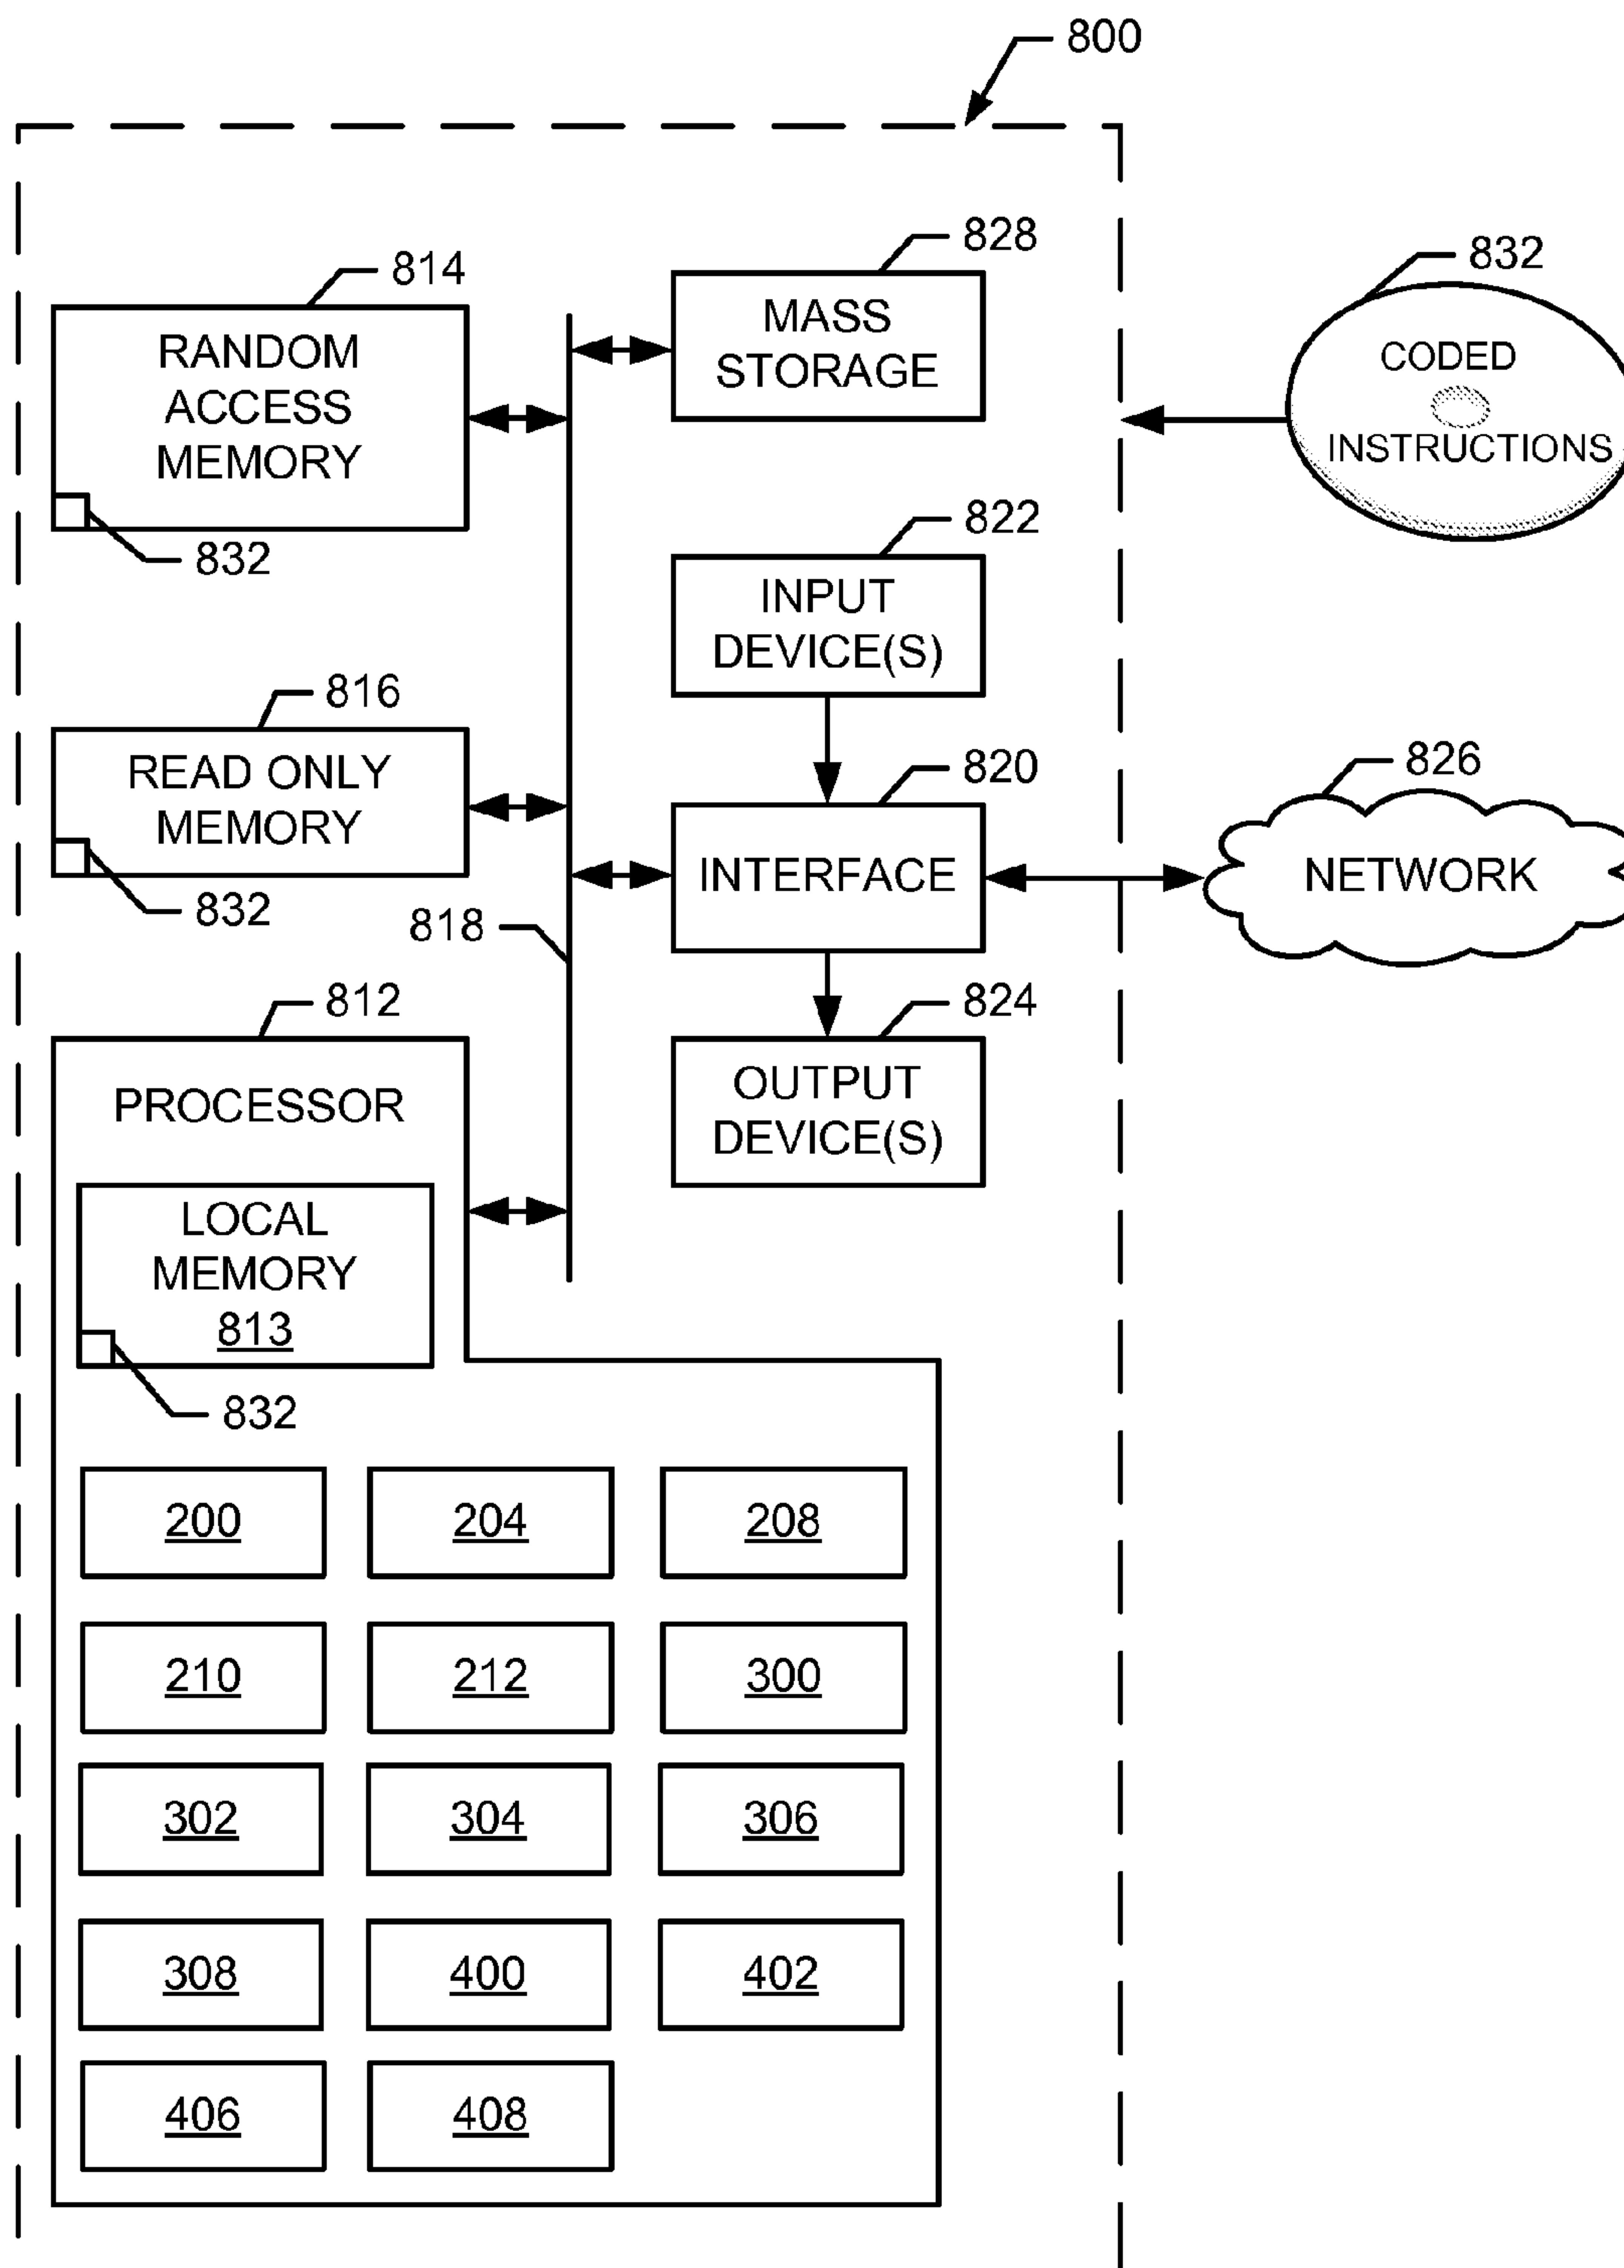 800
828
814
832
MASS
STORAGE
RANDOM
ACCESS
MEMORY
CODED
INSTRUCTIONS
832
822
INPUT
DEVICE(S)
816
READ ONLY
MEMORY
832
820
826
INTERFACE
NETWORK
818
812
824
PROCESSOR
OUTPUT
DEVICE(S)
LOCAL
MEMORY
813
832
200
204
208
210
212
300
302
304
306
308
400
402
406
408